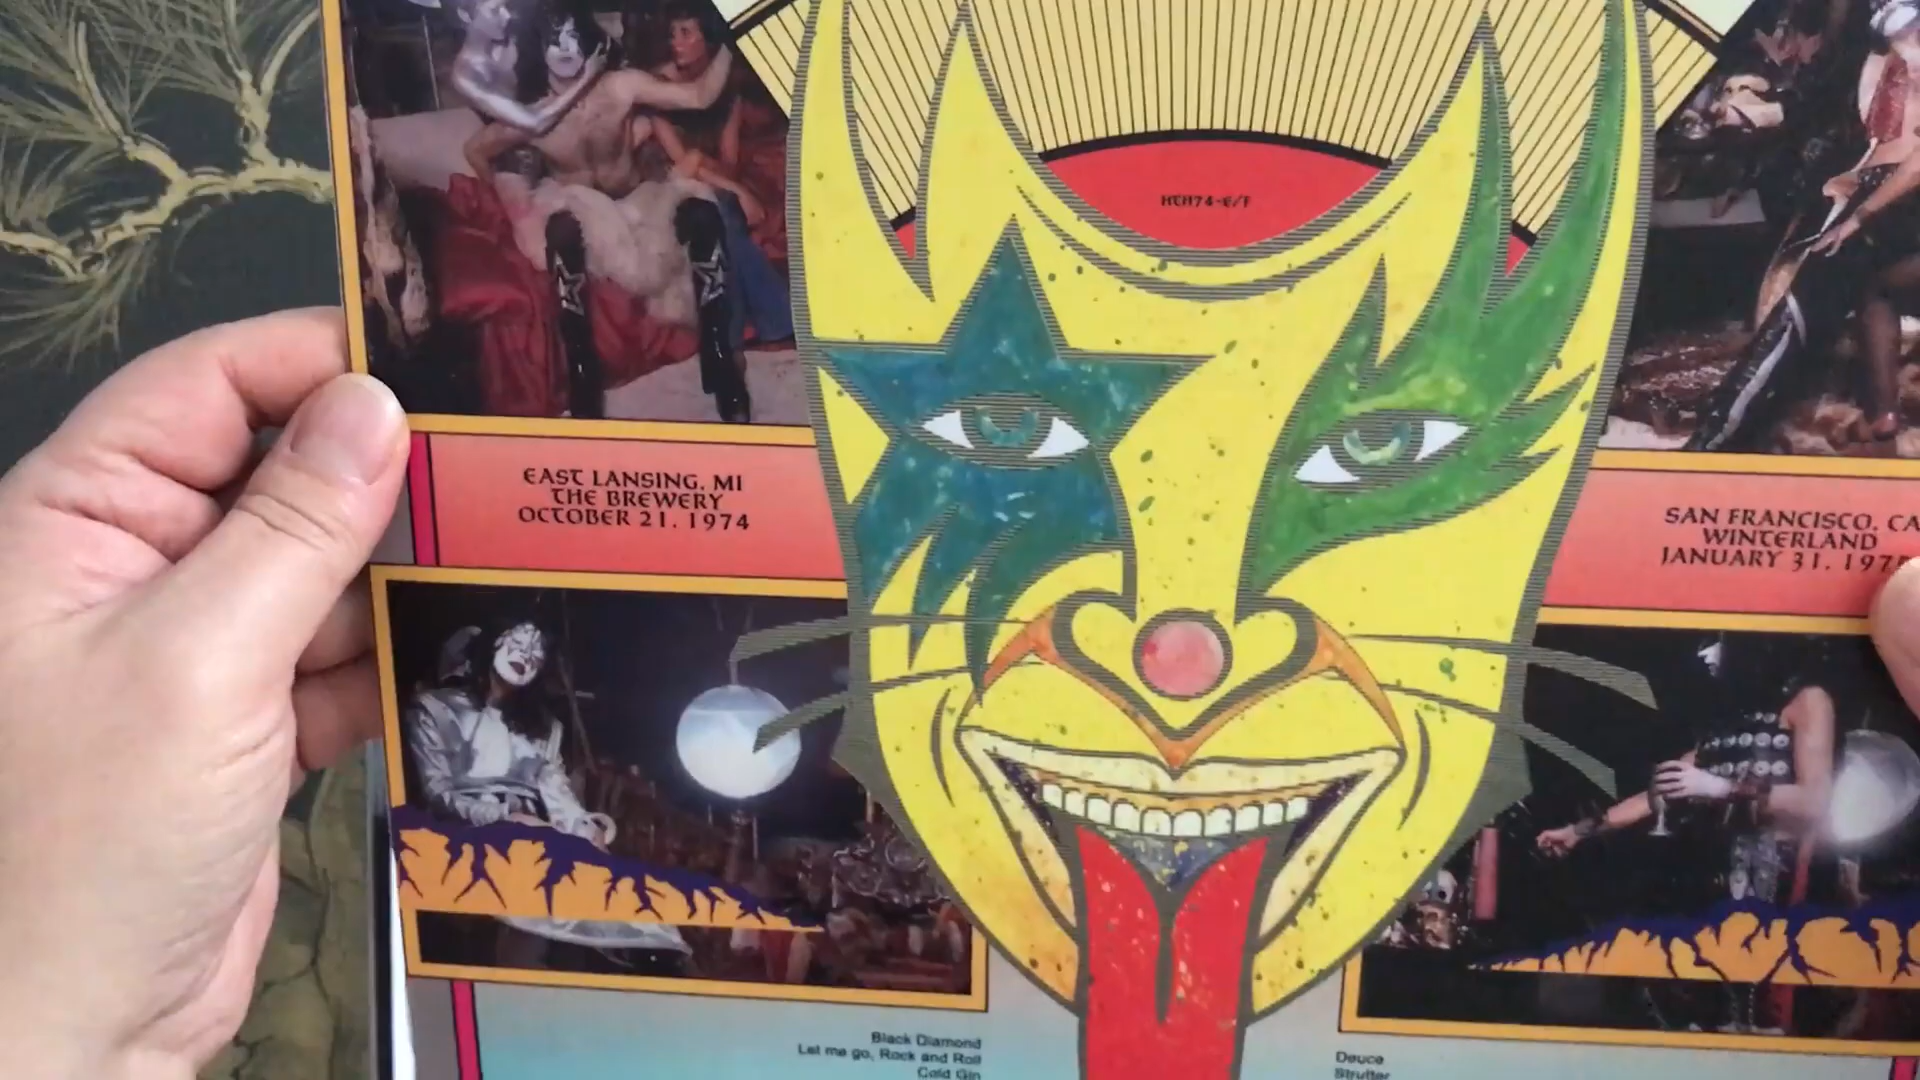 HTH74-E/F
EAST LANSING, MI
THE BREWERY
OCTOBER 21. 1974
SAN FRANCISCO, CA
WINTERLAND
JANUARY 31.
Black Diamond
Let me go, Rock and Roll
Cold Gin
Deuce
Strutter